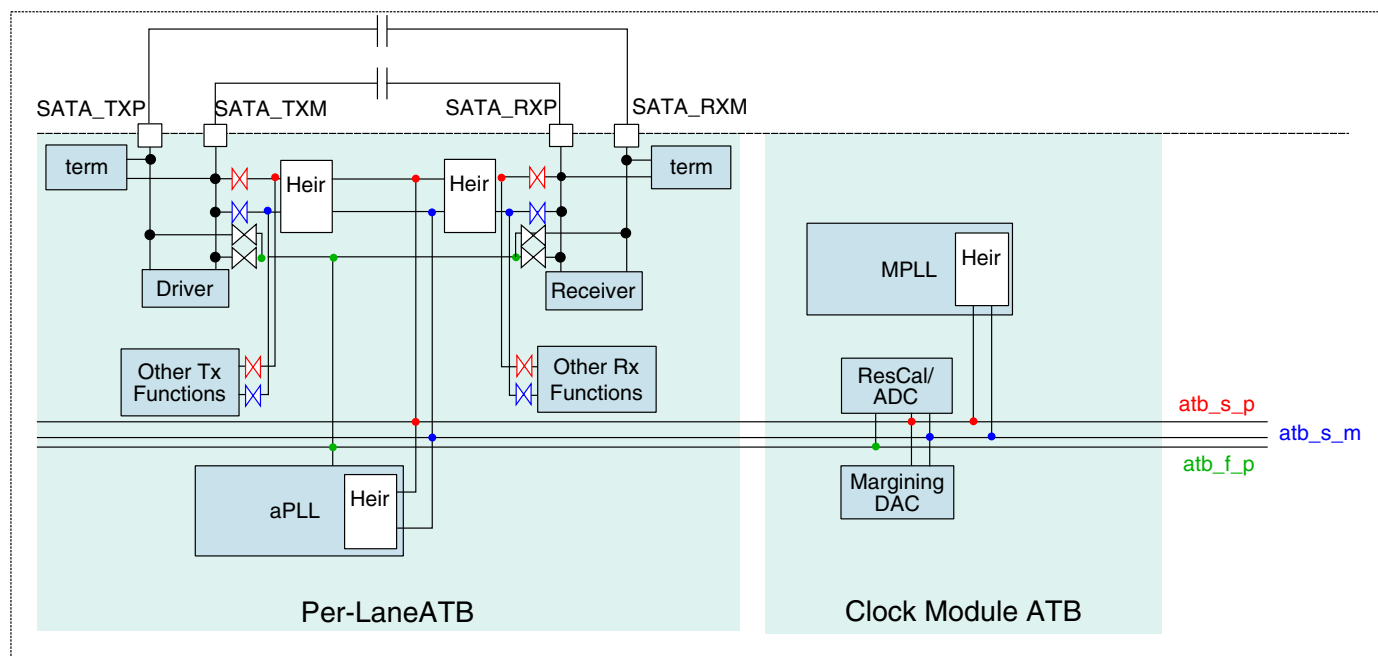 SATA_TXP
SATA_TXM
SATA_RXP
SATA_RXM
term
Heir
Heir
term
Driver
Receiver
MPLL
Heir
Other Tx
Functions
Other Rx
Functions
ResCal/
ADC
atb_s_p
atb_s_m
atb_f_p
aPLL
Heir
Margining
DAC
Per-LaneATB
Clock Module ATB